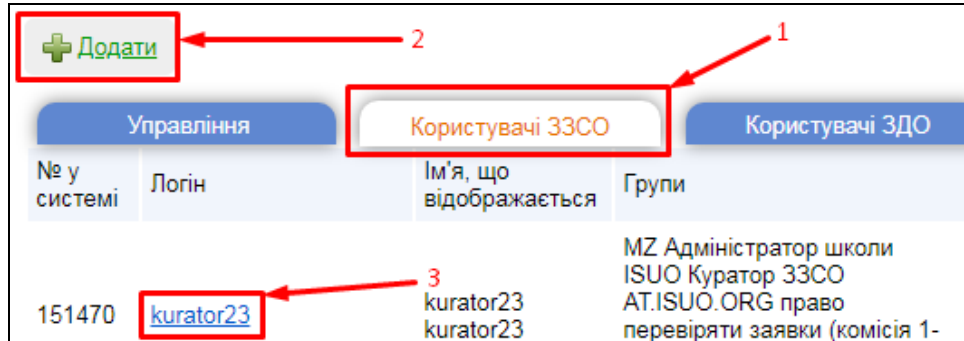 Додати
2
1
Управління
Користувачі ЗЗСО
Користувачі ЗДО
№ у системі
Логін
Ім'я, що відображається
Групи
151470
kurator23
3
kurator23
kurator23
MZ Адміністратор школи
ISUO Куратор ЗЗСО
AT.ISUO.ORG право
перевіряти заявки (комісія 1-